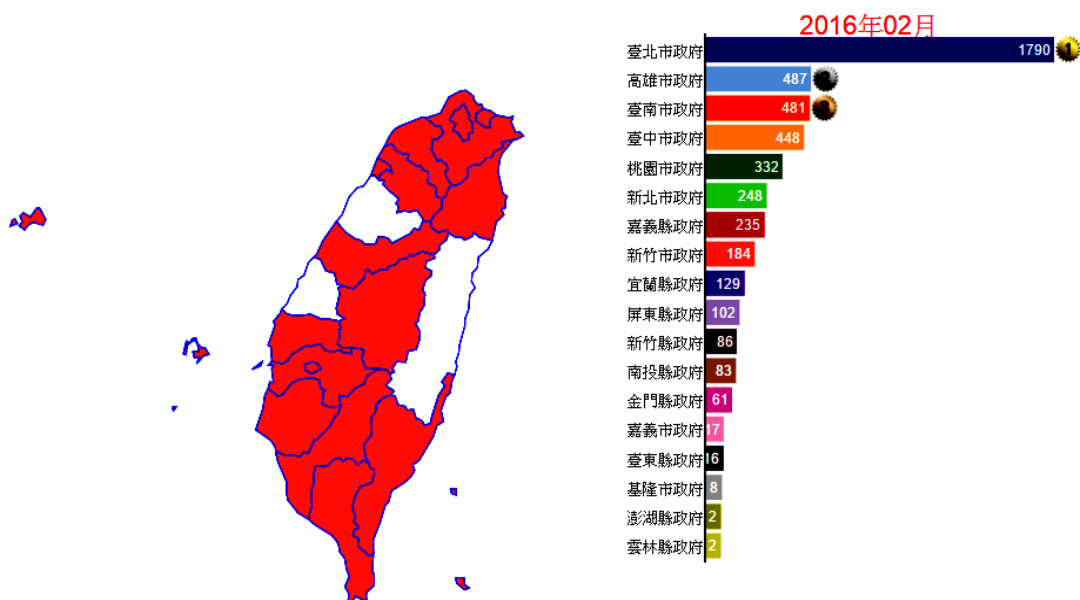 2016年02月
臺北市政府 1790 1
高雄市政府 487 2
臺南市政府 481 3
臺中市政府 448
桃園市政府 332
新北市政府 248
嘉義縣政府 235
新竹市政府 184
宜蘭縣政府 129
屏東縣政府 102
新竹縣政府 86
南投縣政府 83
金門縣政府 61
嘉義市政府 17
臺東縣政府 16
基隆市政府 8
澎湖縣政府 2
雲林縣政府 2